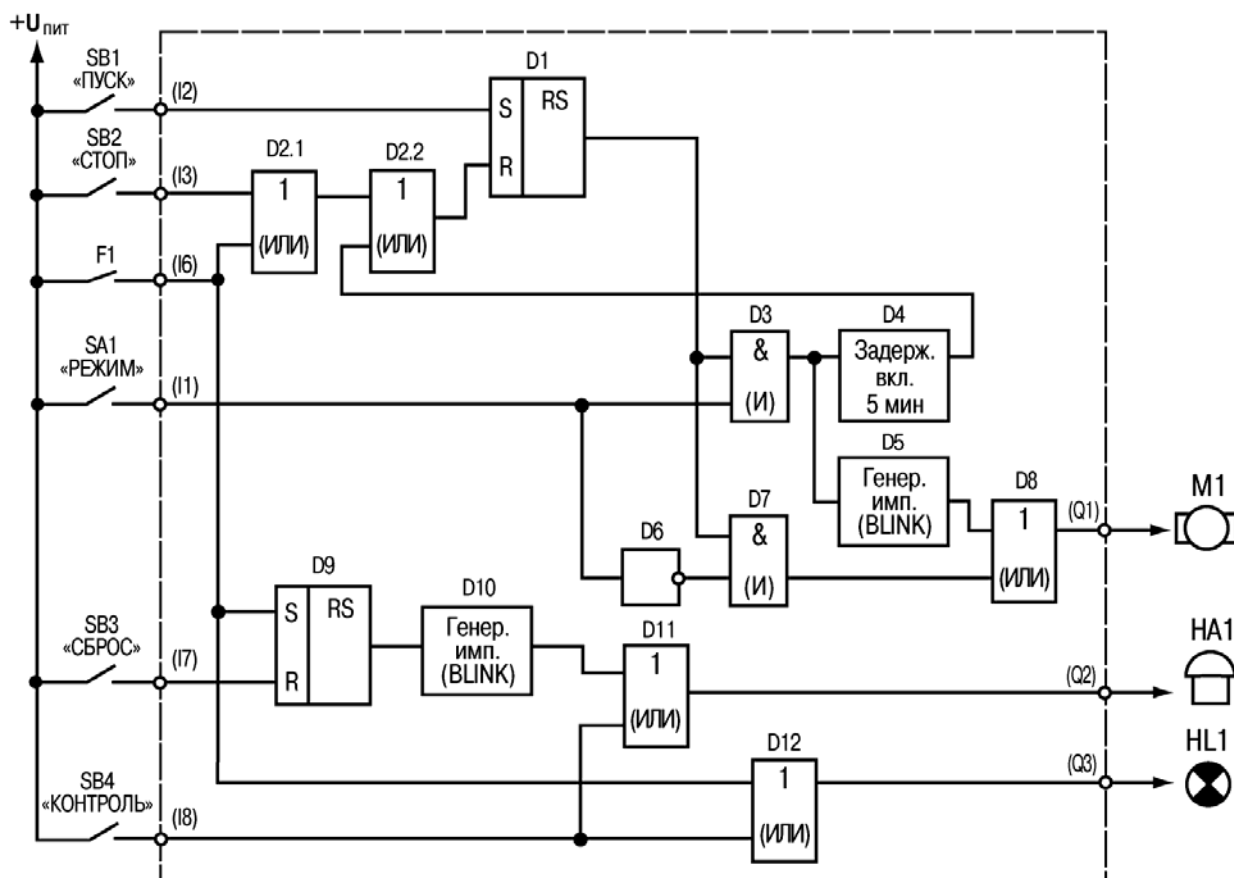 +Uпит
SB1
«ПУСК»
(I2)
D1
S
RS
R
SB2
«СТОП»
(I3)
D2.1
1
(ИЛИ)
D2.2
1
(ИЛИ)
F1
(I6)
D3
&
(И)
D4
Задерж.
вкл.
5 мин
SA1
«РЕЖИМ»
(I1)
D5
Генер.
имп.
(BLINK)
D6
D7
&
(И)
D8
1
(ИЛИ)
(Q1)
M1
D9
S
RS
R
D10
Генер.
имп.
(BLINK)
D11
1
(ИЛИ)
(Q2)
HA1
SB3
«СБРОС»
(I7)
D12
1
(ИЛИ)
(Q3)
HL1
SB4
«КОНТРОЛЬ»
(I8)